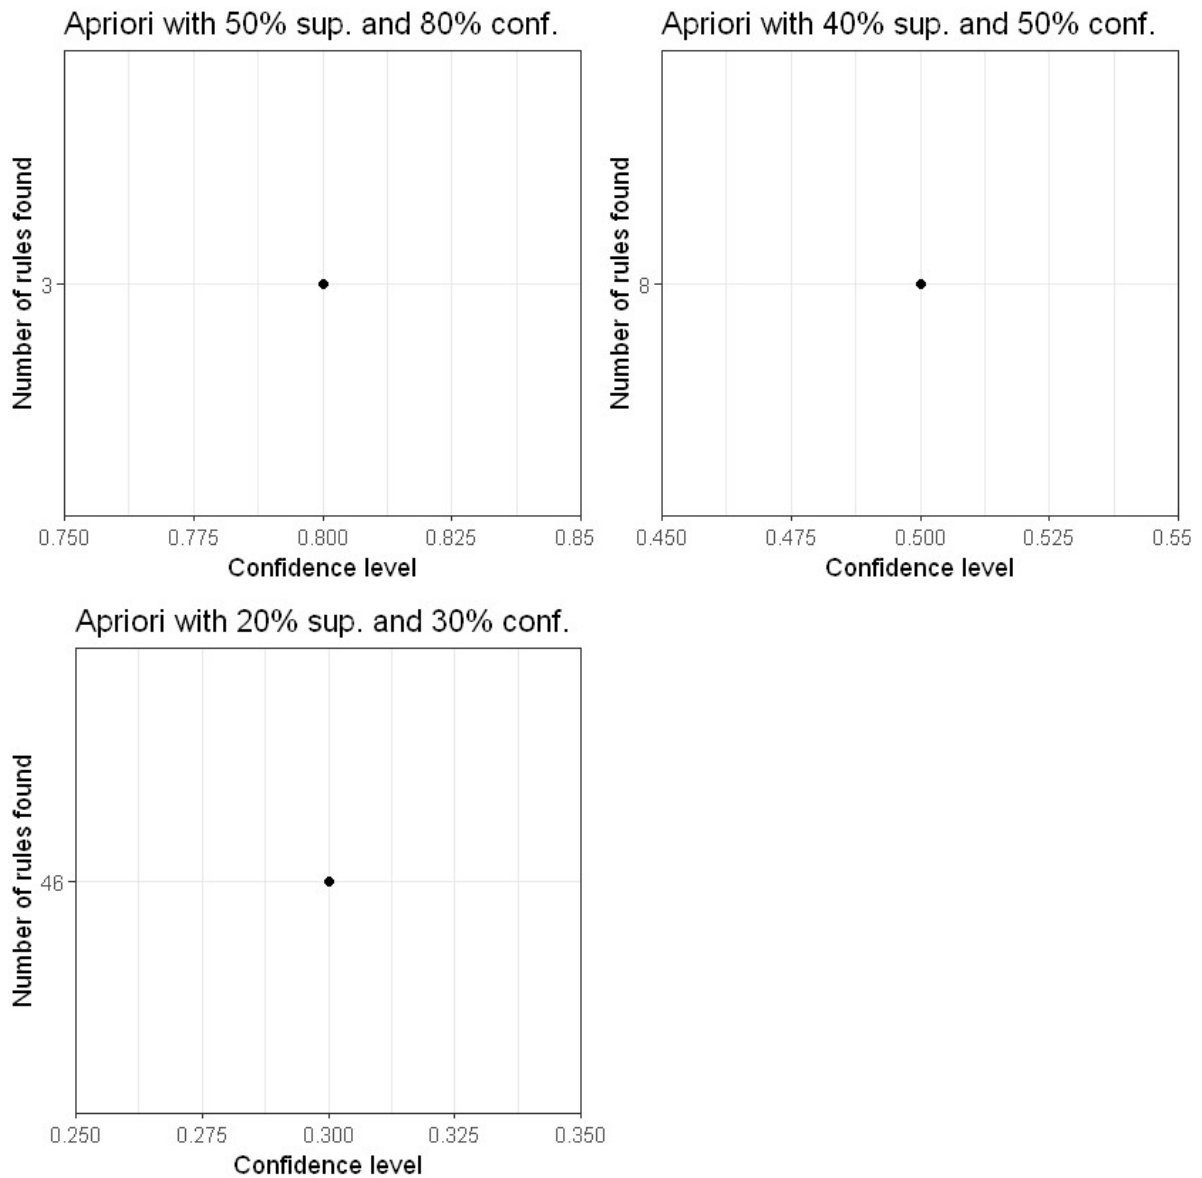 Apriori with 50% sup. and 80% conf.
Number of rules found
3
0.750 0.775 0.800 0.825 0.85
Confidence level
Apriori with 40% sup. and 50% conf.
Number of rules found
8
0.450 0.475 0.500 0.525 0.55
Confidence level
Apriori with 20% sup. and 30% conf.
Number of rules found
46
0.250 0.275 0.300 0.325 0.350
Confidence level